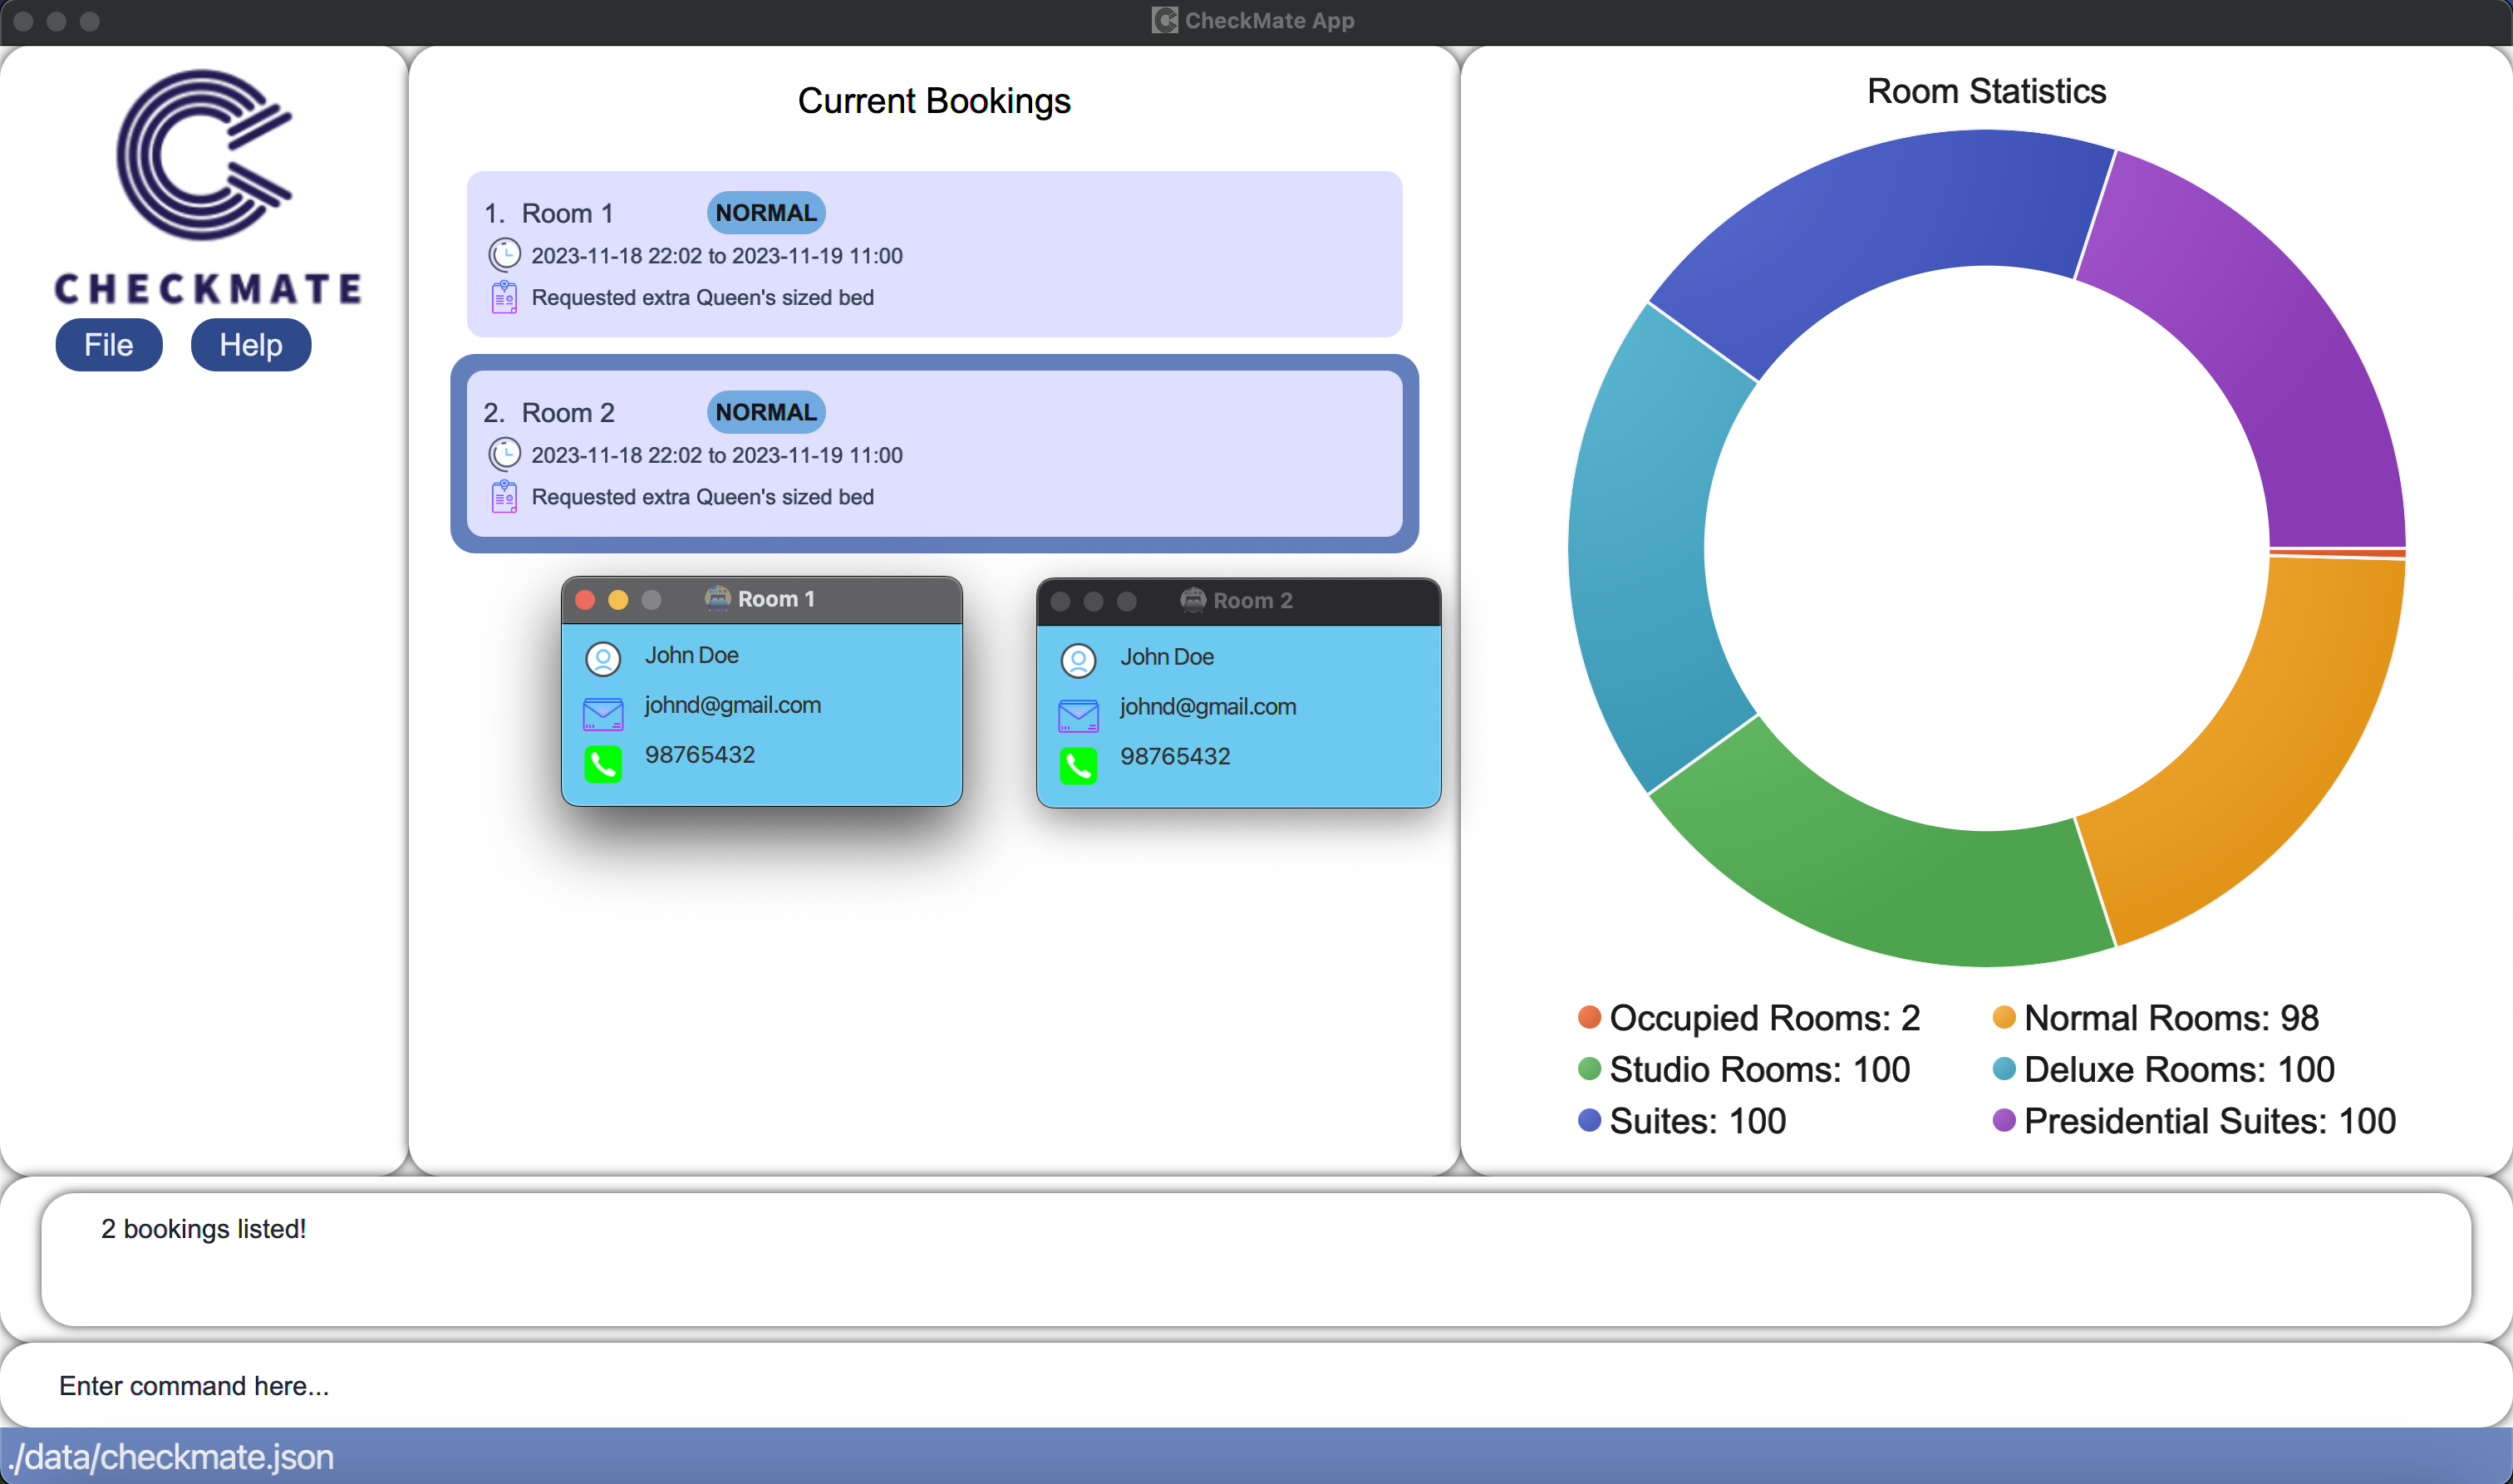 CheckMate App
CHECKMATE
File Help
Current Bookings
1. Room 1 NORMAL
2023-11-18 22:02 to 2023-11-19 11:00
Requested extra Queen's sized bed
2. Room 2 NORMAL
2023-11-18 22:02 to 2023-11-19 11:00
Requested extra Queen's sized bed
Room 1
John Doe
johnd@gmail.com
98765432
Room 2
John Doe
johnd@gmail.com
98765432
Room Statistics
Occupied Rooms: 2 Normal Rooms: 98
Studio Rooms: 100 Deluxe Rooms: 100
Suites: 100 Presidential Suites: 100
2 bookings listed!
Enter command here...
./data/checkmate.json